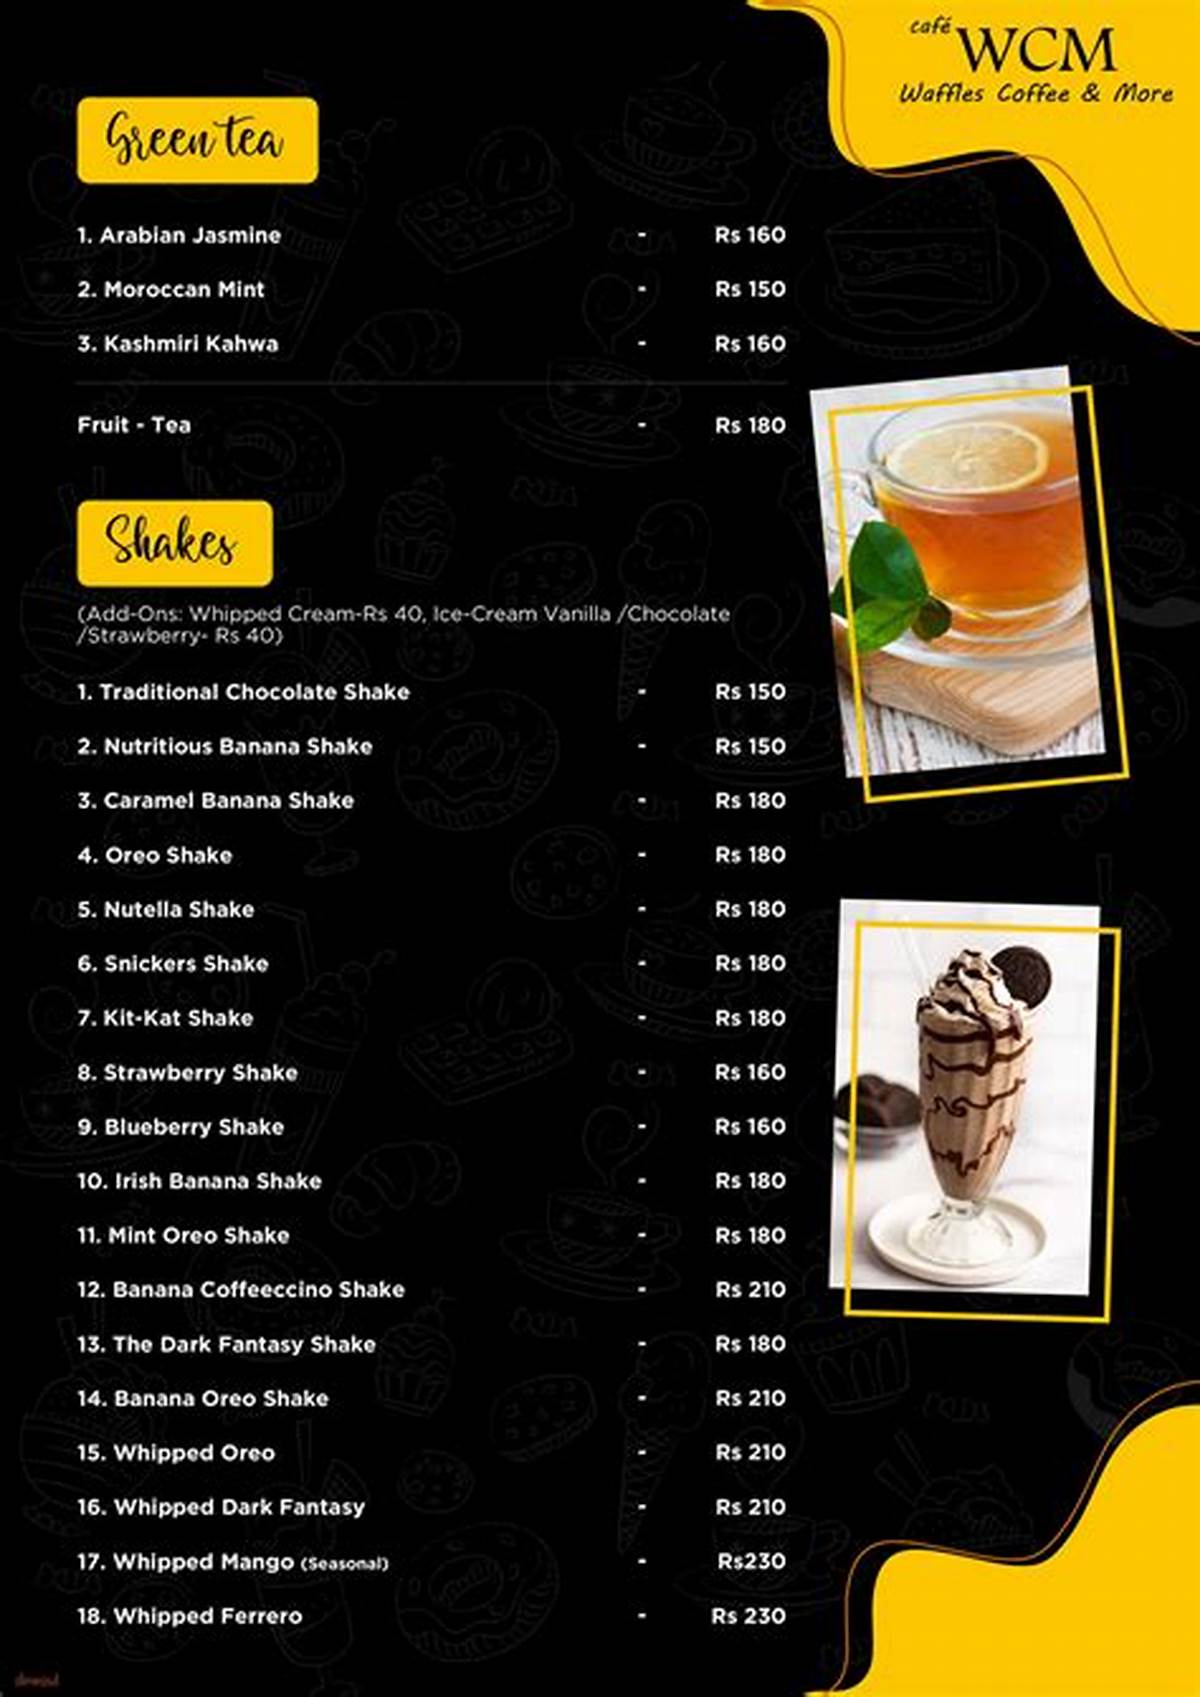 café
WCM
Waffles Coffee & More
Green tea
1. Arabian Jasmine - Rs 160
2. Moroccan Mint - Rs 150
3. Kashmiri Kahwa - Rs 160
Fruit - Tea - Rs 180
Shakes
(Add-Ons: Whipped Cream-Rs 40, Ice-Cream Vanilla /Chocolate
/Strawberry- Rs 40)
1. Traditional Chocolate Shake - Rs 150
2. Nutritious Banana Shake - Rs 150
3. Caramel Banana Shake - Rs 180
4. Oreo Shake - Rs 180
5. Nutella Shake - Rs 180
6. Snickers Shake - Rs 180
7. Kit-Kat Shake - Rs 180
8. Strawberry Shake - Rs 160
9. Blueberry Shake - Rs 160
10. Irish Banana Shake - Rs 180
11. Mint Oreo Shake - Rs 180
12. Banana Coffeeccino Shake - Rs 210
13. The Dark Fantasy Shake - Rs 180
14. Banana Oreo Shake - Rs 210
15. Whipped Oreo - Rs 210
16. Whipped Dark Fantasy - Rs 210
17. Whipped Mango (Seasonal) - Rs230
18. Whipped Ferrero - Rs 230